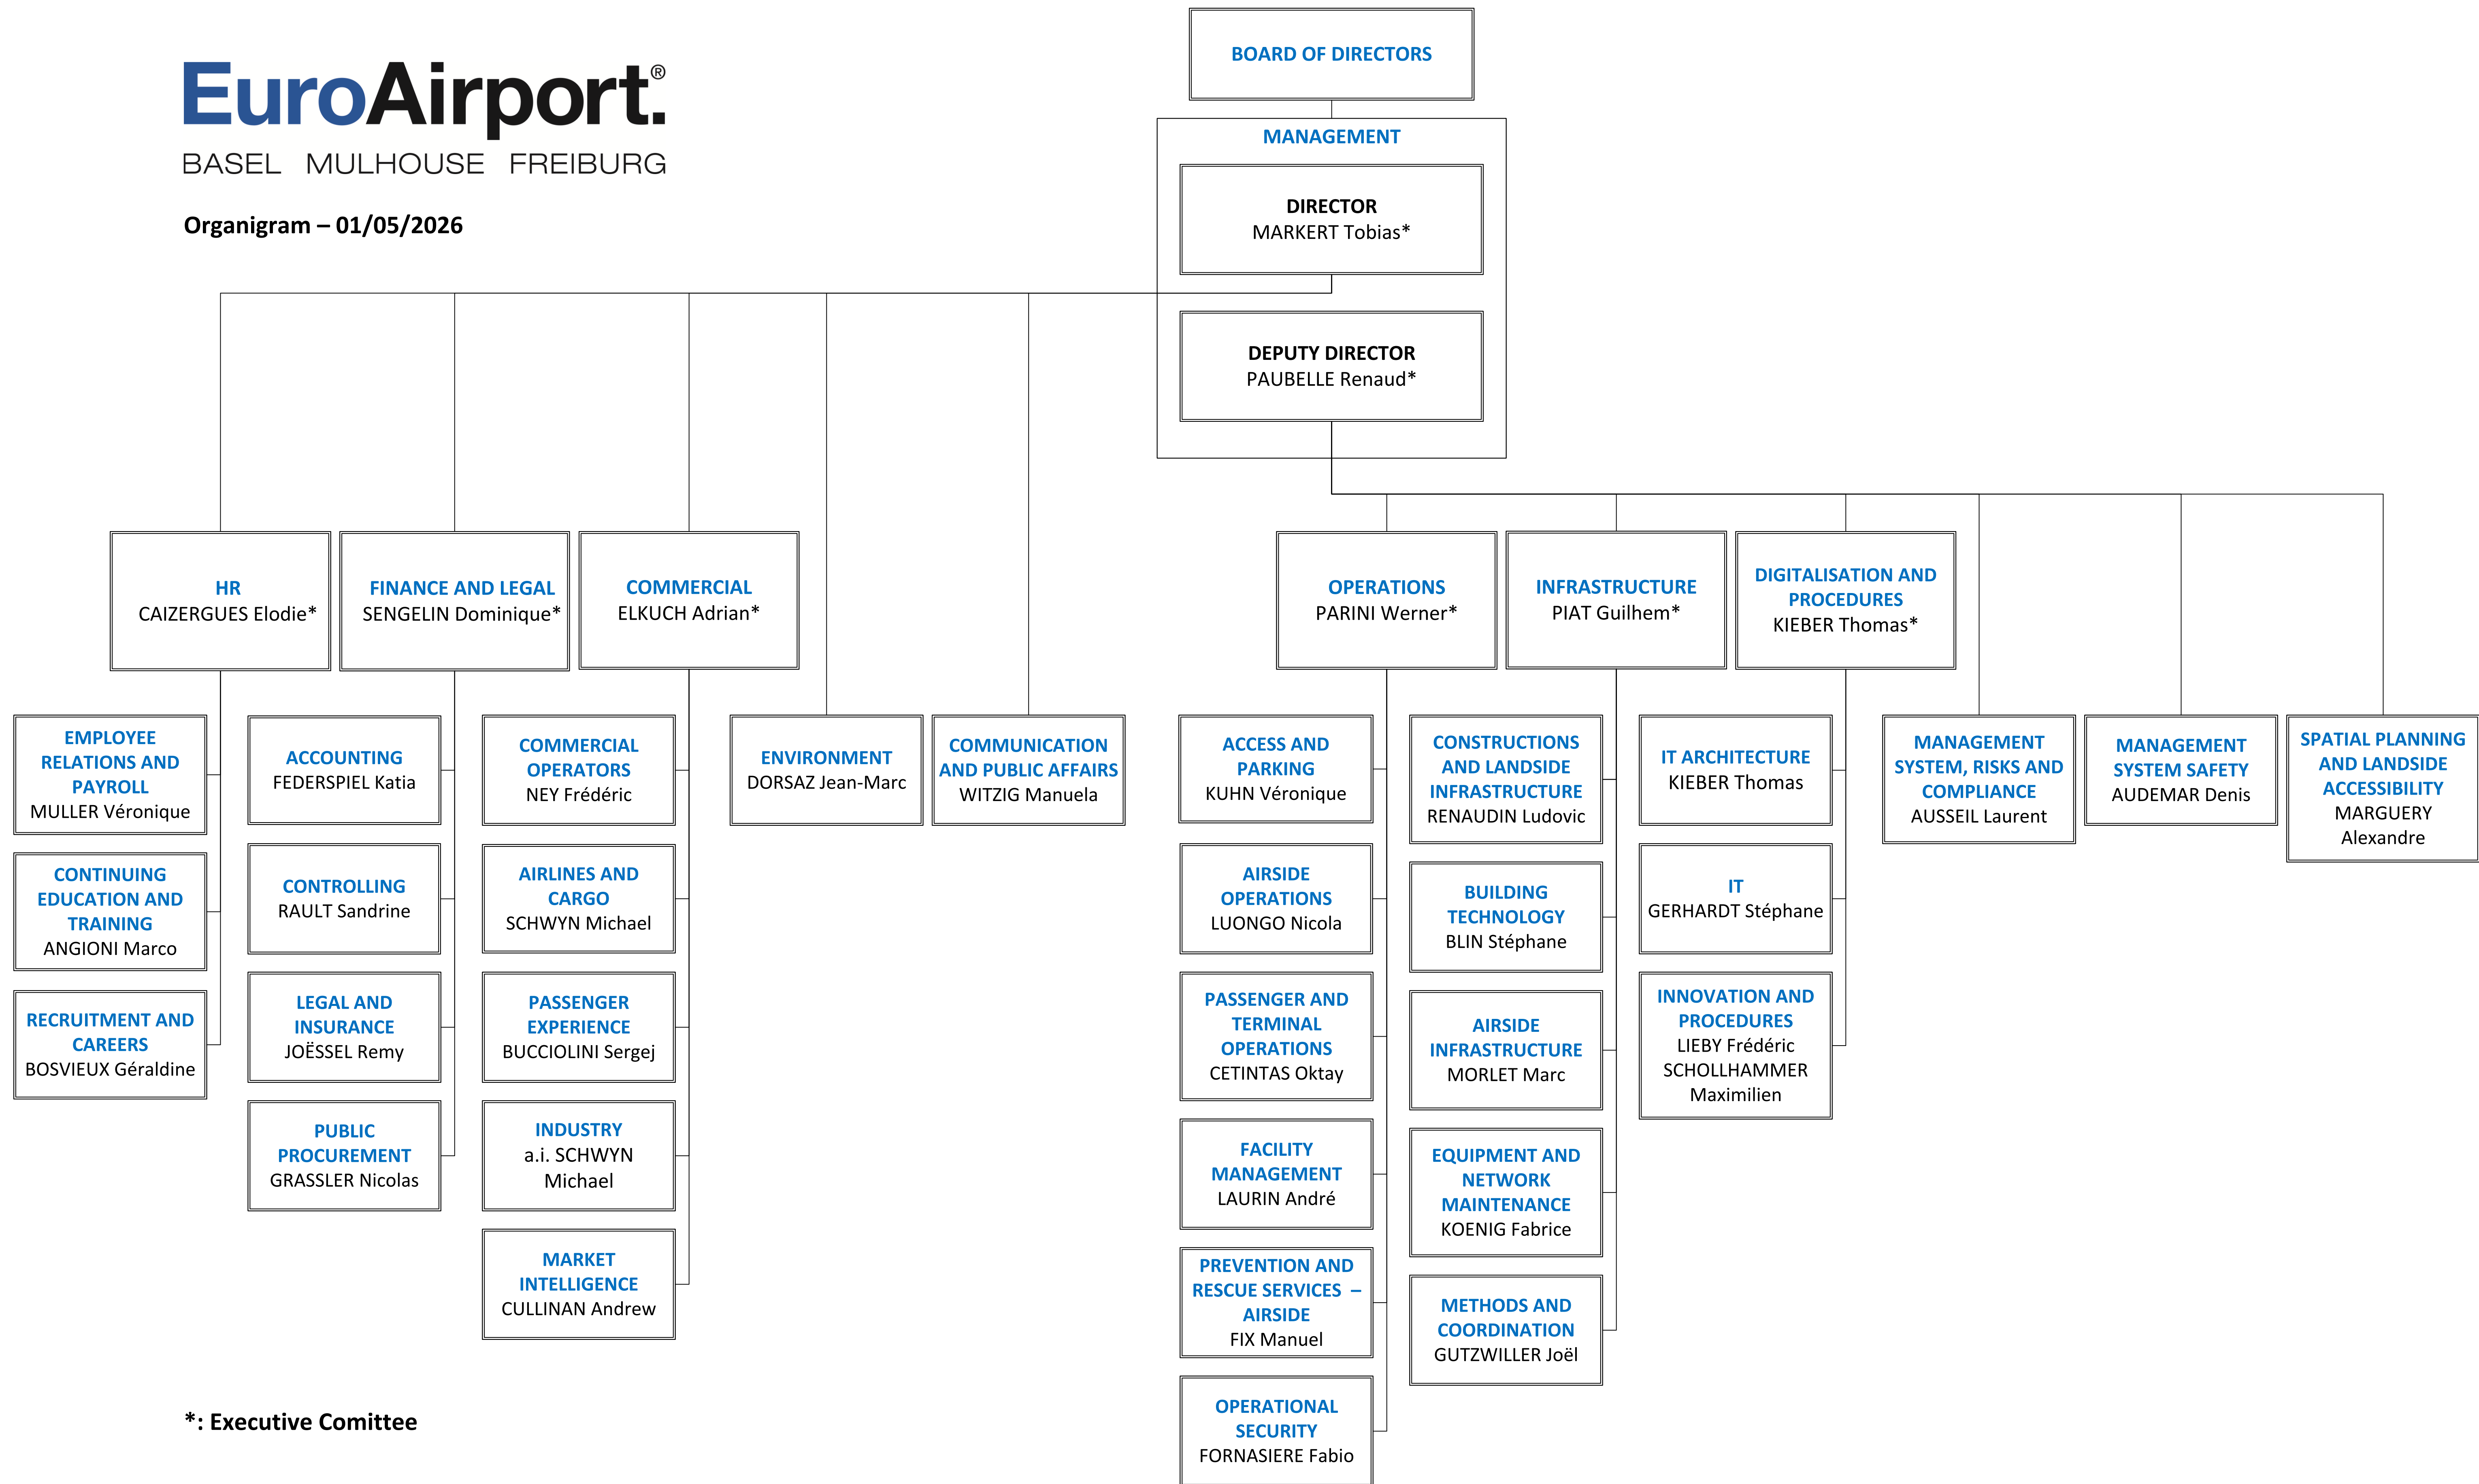 EuroAirport.®
BASEL MULHOUSE FREIBURG
Organigram – 01/05/2026
BOARD OF DIRECTORS
MANAGEMENT
DIRECTOR
MARKERT Tobias*
DEPUTY DIRECTOR
PAUBELLE Renaud*
HR
CAIZERGUES Elodie*
FINANCE AND LEGAL
SENGELIN Dominique*
COMMERCIAL
ELKUCH Adrian*
OPERATIONS
PARINI Werner*
INFRASTRUCTURE
PIAT Guilhem*
DIGITALISATION AND
PROCEDURES
KIEBER Thomas*
EMPLOYEE
RELATIONS AND
PAYROLL
MULLER Véronique
CONTINUING
EDUCATION AND
TRAINING
ANGIONI Marco
RECRUITMENT AND
CAREERS
BOSVIEUX Géraldine
ACCOUNTING
FEDERSPIEL Katia
CONTROLLING
RAULT Sandrine
LEGAL AND
INSURANCE
JOËSSEL Remy
PUBLIC
PROCUREMENT
GRASSLER Nicolas
COMMERCIAL
OPERATORS
NEY Frédéric
AIRLINES AND
CARGO
SCHWYN Michael
PASSENGER
EXPERIENCE
BUCCIOLINI Sergej
INDUSTRY
a.i. SCHWYN
Michael
MARKET
INTELLIGENCE
CULLINAN Andrew
ENVIRONMENT
DORSAZ Jean-Marc
COMMUNICATION
AND PUBLIC AFFAIRS
WITZIG Manuela
ACCESS AND
PARKING
KUHN Véronique
AIRSIDE
OPERATIONS
LUONGO Nicola
PASSENGER AND
TERMINAL
OPERATIONS
CETINTAS Oktay
FACILITY
MANAGEMENT
LAURIN André
PREVENTION AND
RESCUE SERVICES –
AIRSIDE
FIX Manuel
OPERATIONAL
SECURITY
FORNASIERE Fabio
CONSTRUCTIONS
AND LANDSIDE
INFRASTRUCTURE
RENAUDIN Ludovic
BUILDING
TECHNOLOGY
BLIN Stéphane
AIRSIDE
INFRASTRUCTURE
MORLET Marc
EQUIPMENT AND
NETWORK
MAINTENANCE
KOENIG Fabrice
METHODS AND
COORDINATION
GUTZWILLER Joël
IT ARCHITECTURE
KIEBER Thomas
IT
GERHARDT Stéphane
INNOVATION AND
PROCEDURES
LIEBY Frédéric
SCHOLLHAMMER
Maximilien
MANAGEMENT
SYSTEM, RISKS AND
COMPLIANCE
AUSSEIL Laurent
MANAGEMENT
SYSTEM SAFETY
AUDEMAR Denis
SPATIAL PLANNING
AND LANDSIDE
ACCESSIBILITY
MARGUERY
Alexandre
*: Executive Comittee